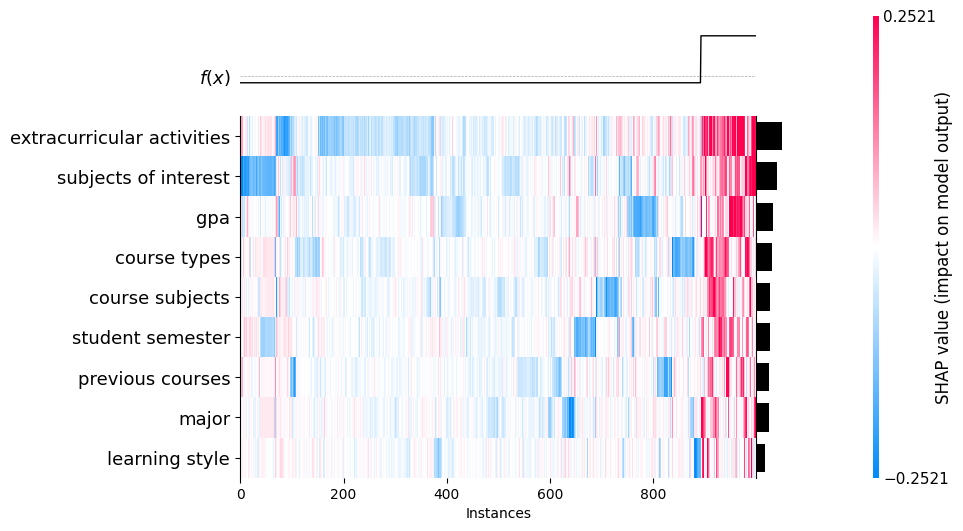 0.2521
f(x)
extracurricular activities
subjects of interest
gpa
course types
course subjects
student semester
previous courses
major
learning style
0 200 400 600 800
Instances
SHAP value (impact on model output)
−0.2521